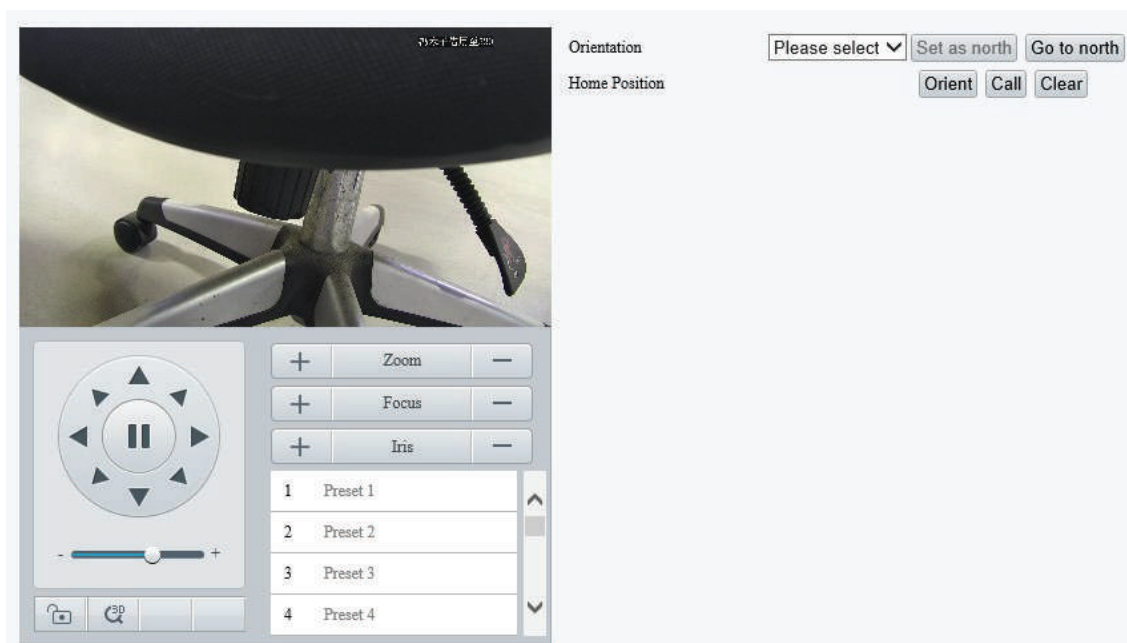 Orientation
Please select
Set as north
Go to north
Home Position
Orient
Call
Clear
+ Zoom −
+ Focus −
+ Iris −
1 Preset 1
2 Preset 2
3 Preset 3
4 Preset 4
- +
3D